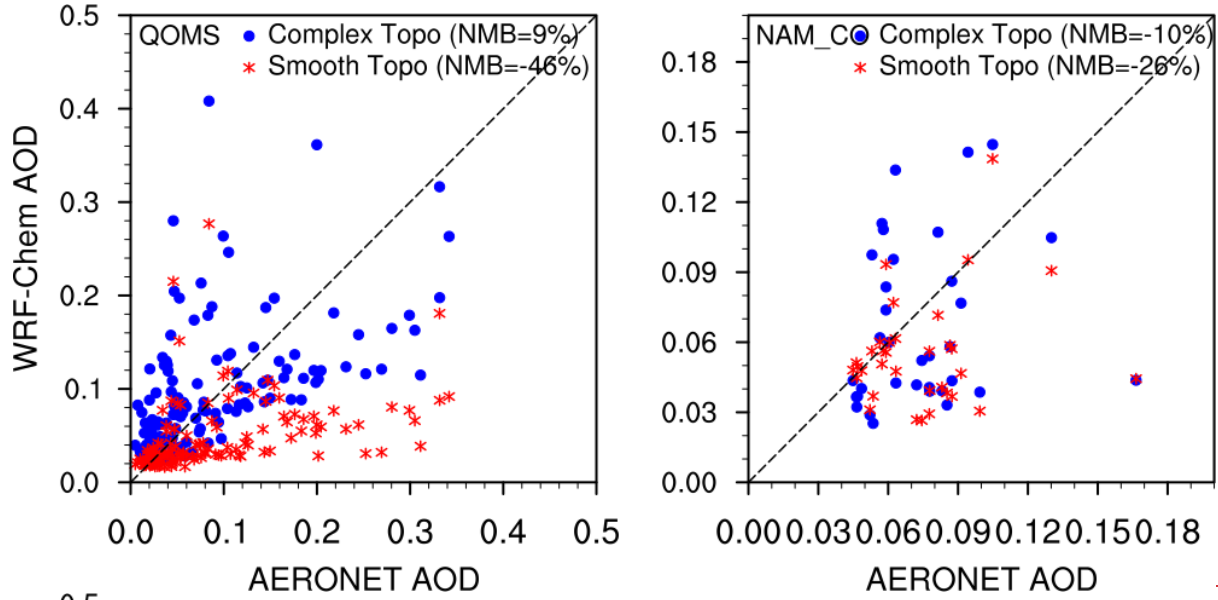 0.5
QOMS
Complex Topo (NMB=9%)
Smooth Topo (NMB=-46%)
0.4
0.3
0.2
0.1
0.0
0.0 0.1 0.2 0.3 0.4 0.5
WRF-Chem AOD
AERONET AOD
NAM_CO
Complex Topo (NMB=-10%)
Smooth Topo (NMB=-26%)
0.18
0.15
0.12
0.09
0.06
0.03
0.00
0.00 0.03 0.06 0.09 0.12 0.15 0.18
AERONET AOD
0.5